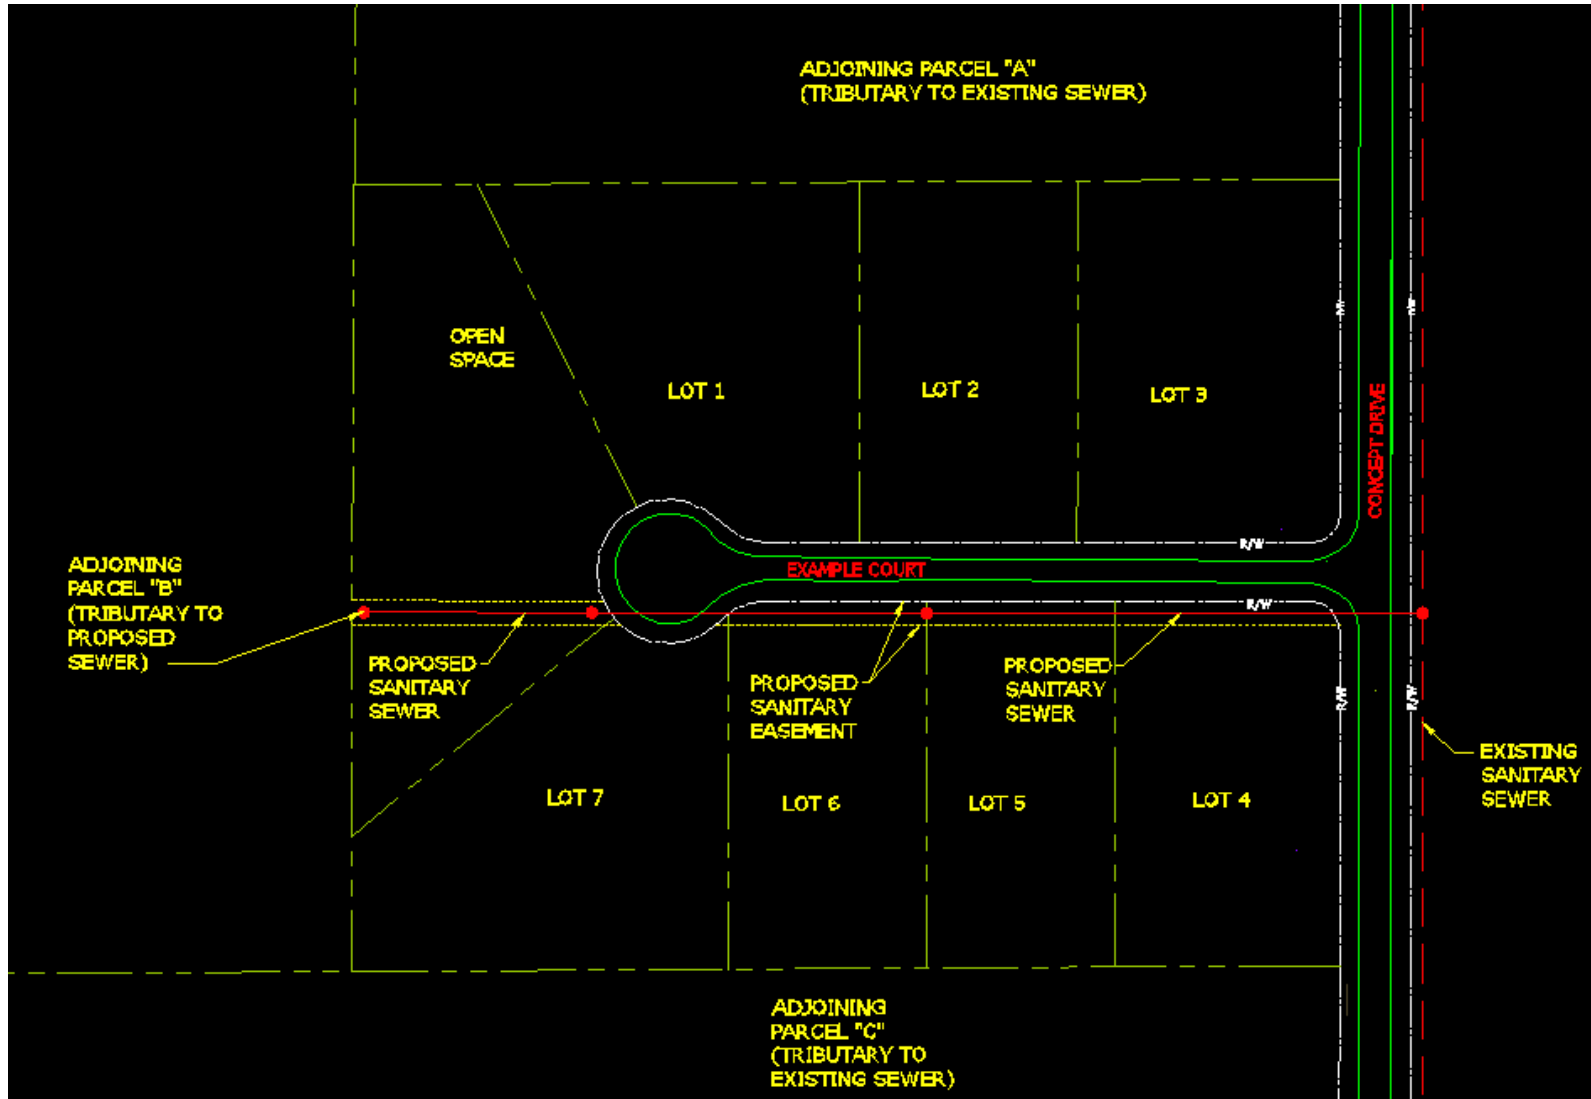 ADJOINING PARCEL "A"
(TRIBUTARY TO EXISTING SEWER)
OPEN
SPACE
LOT 1
LOT 2
LOT 3
CONCEPT DRIVE
R/W
EXAMPLE COURT
R/W
ADJOINING
PARCEL "B"
(TRIBUTARY TO
PROPOSED
SEWER)
PROPOSED
SANITARY
SEWER
PROPOSED
SANITARY
EASEMENT
PROPOSED
SANITARY
SEWER
R/W
R/W
EXISTING
SANITARY
SEWER
LOT 7
LOT 6
LOT 5
LOT 4
ADJOINING
PARCEL "C"
(TRIBUTARY TO
EXISTING SEWER)